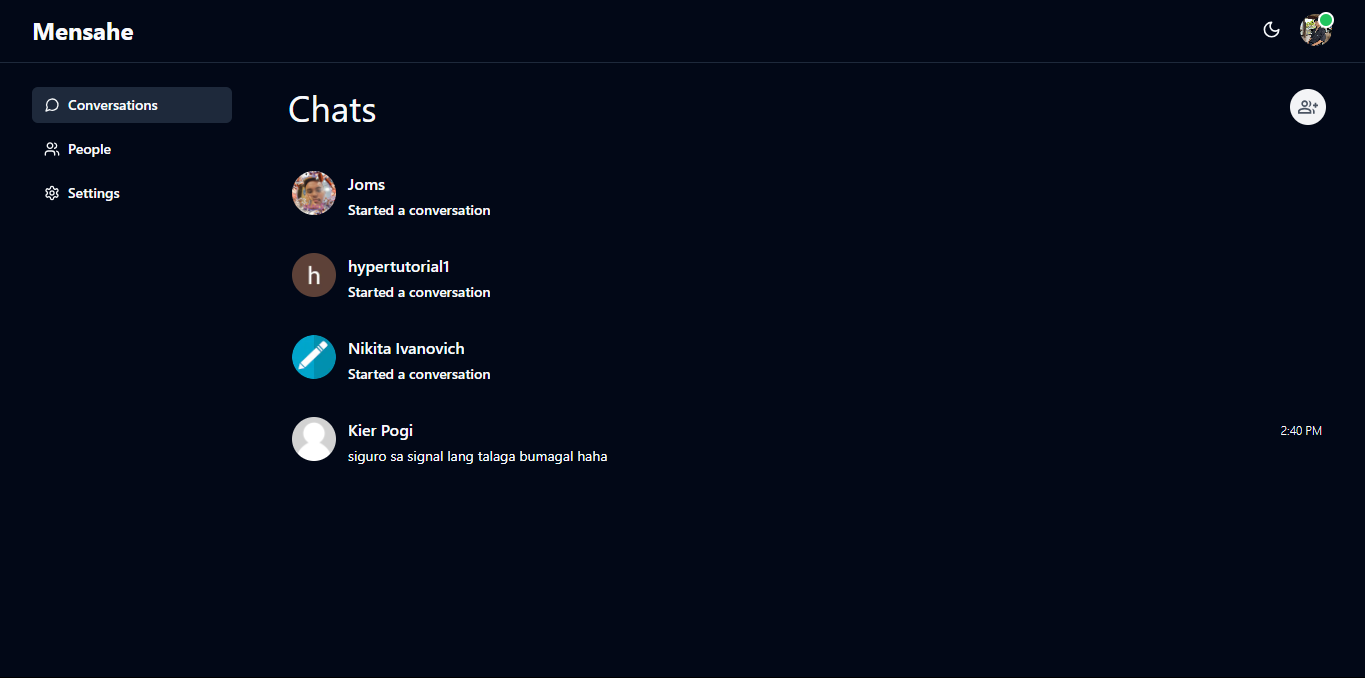 Mensahe
Conversations
People
Settings
Chats
Joms
Started a conversation
h
hypertutorial1
Started a conversation
Nikita Ivanovich
Started a conversation
Kier Pogi
2:40 PM
siguro sa signal lang talaga bumagal haha